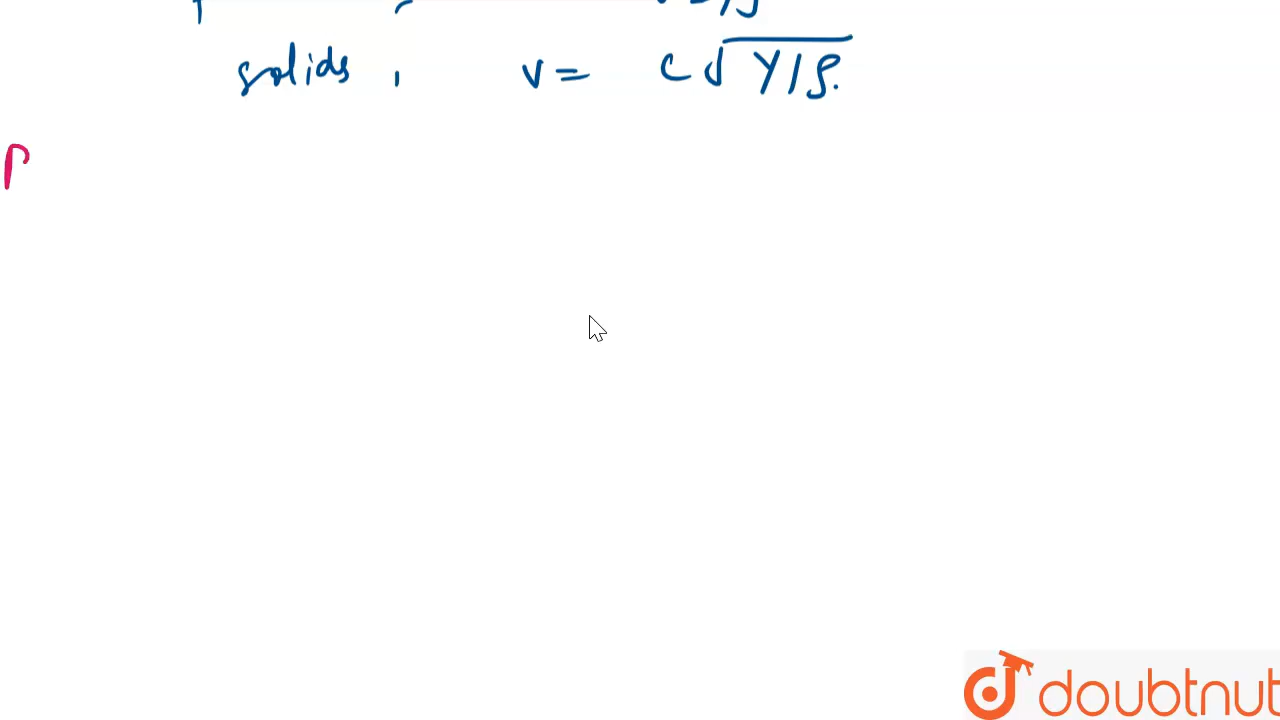 solids, v = c√Y/ρ.
doubtnut